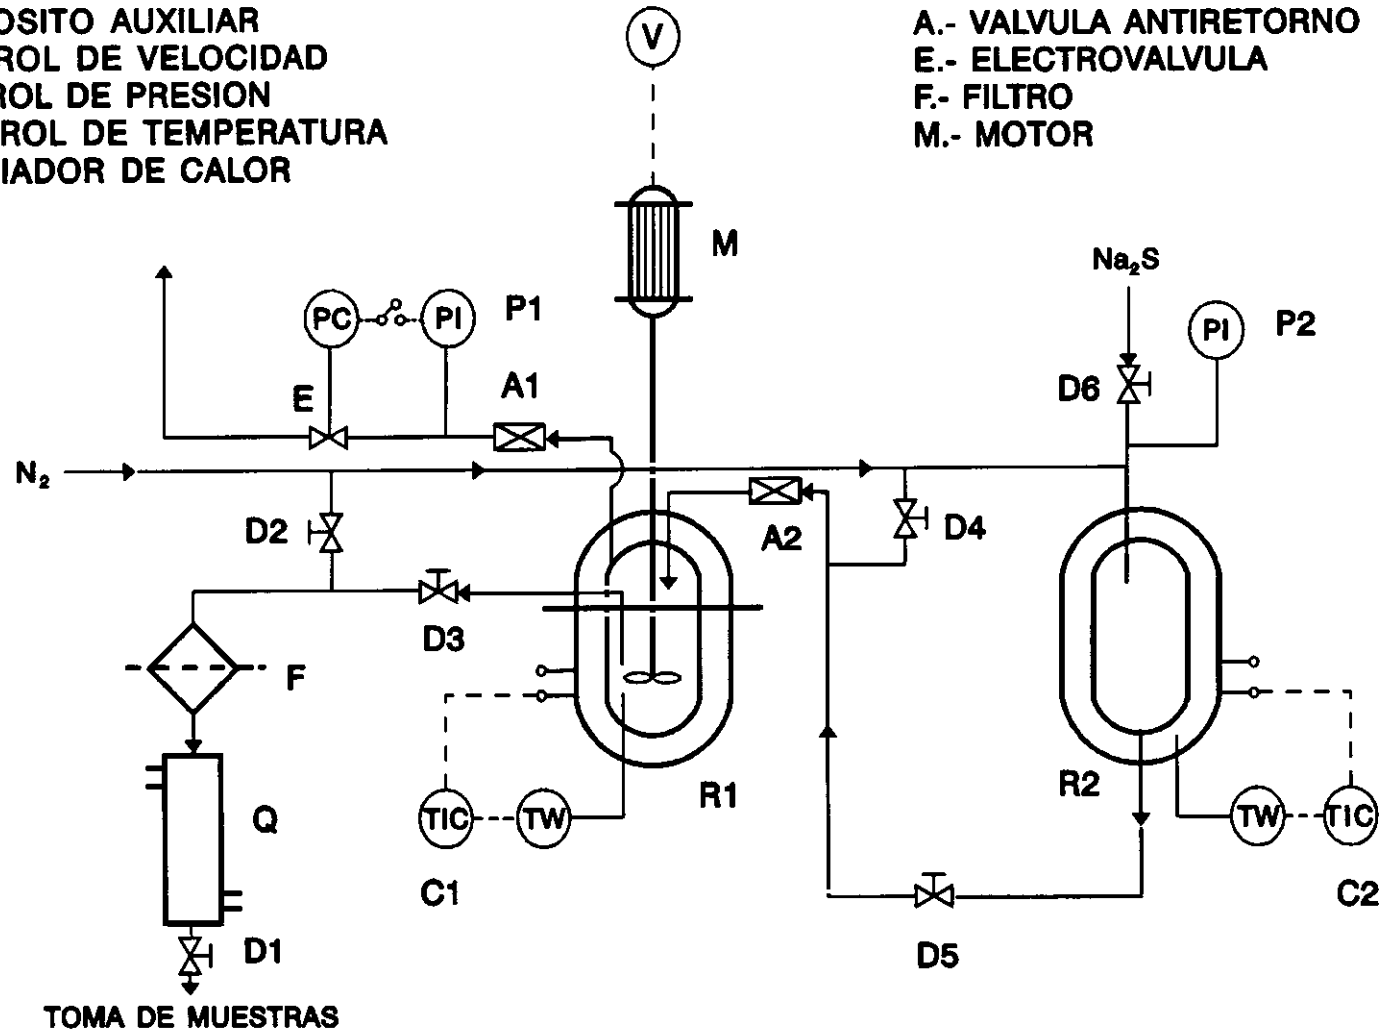 OSITO AUXILIAR
ROL DE VELOCIDAD
ROL DE PRESION
ROL DE TEMPERATURA
IADOR DE CALOR
A.- VALVULA ANTIRETORNO
E.- ELECTROVALVULA
F.- FILTRO
M.- MOTOR
V
M
Na₂S
PC
PI
P1
PI
P2
E
A1
D6
N₂
D2
A2
D4
D3
F
R1
R2
Q
TIC
TW
TW
TIC
C1
C2
D1
D5
TOMA DE MUESTRAS